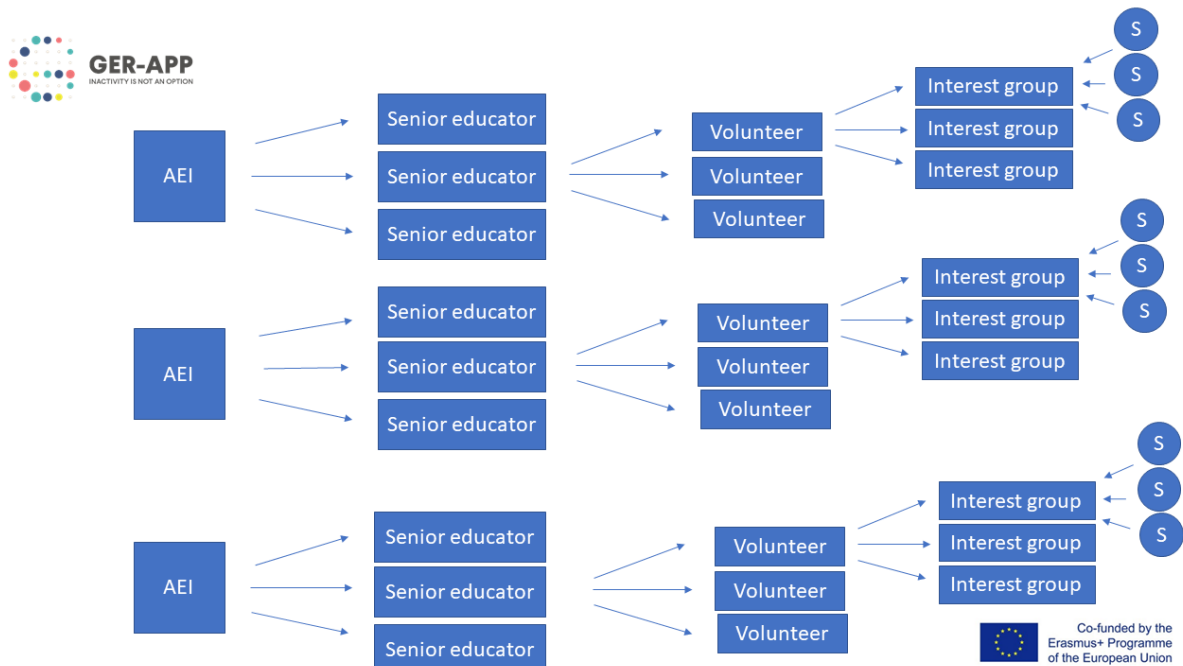 GER-APP
INACTIVITY IS NOT AN OPTION
AEI
Senior educator
Senior educator
Senior educator
Volunteer
Volunteer
Volunteer
Interest group
Interest group
Interest group
S
S
S
AEI
Senior educator
Senior educator
Senior educator
Volunteer
Volunteer
Volunteer
Interest group
Interest group
Interest group
S
S
S
AEI
Senior educator
Senior educator
Senior educator
Volunteer
Volunteer
Volunteer
Interest group
Interest group
Interest group
S
S
S
Co-funded by the
Erasmus+ Programme
of the European Union